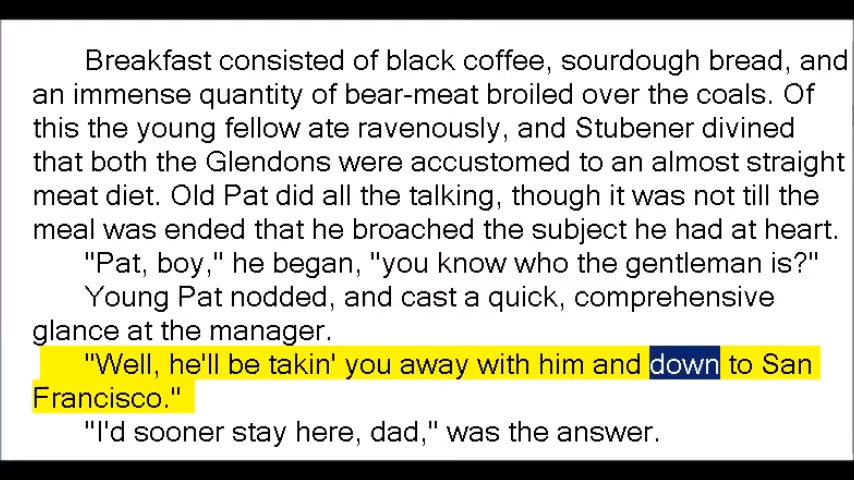 Breakfast consisted of black coffee, sourdough bread, and
an immense quantity of bear-meat broiled over the coals. Of
this the young fellow ate ravenously, and Stubener divined
that both the Glendons were accustomed to an almost straight
meat diet. Old Pat did all the talking, though it was not till the
meal was ended that he broached the subject he had at heart.
"Pat, boy," he began, "you know who the gentleman is?"
Young Pat nodded, and cast a quick, comprehensive
glance at the manager.
"Well, he'll be takin' you away with him and down to San
Francisco."
"I'd sooner stay here, dad," was the answer.